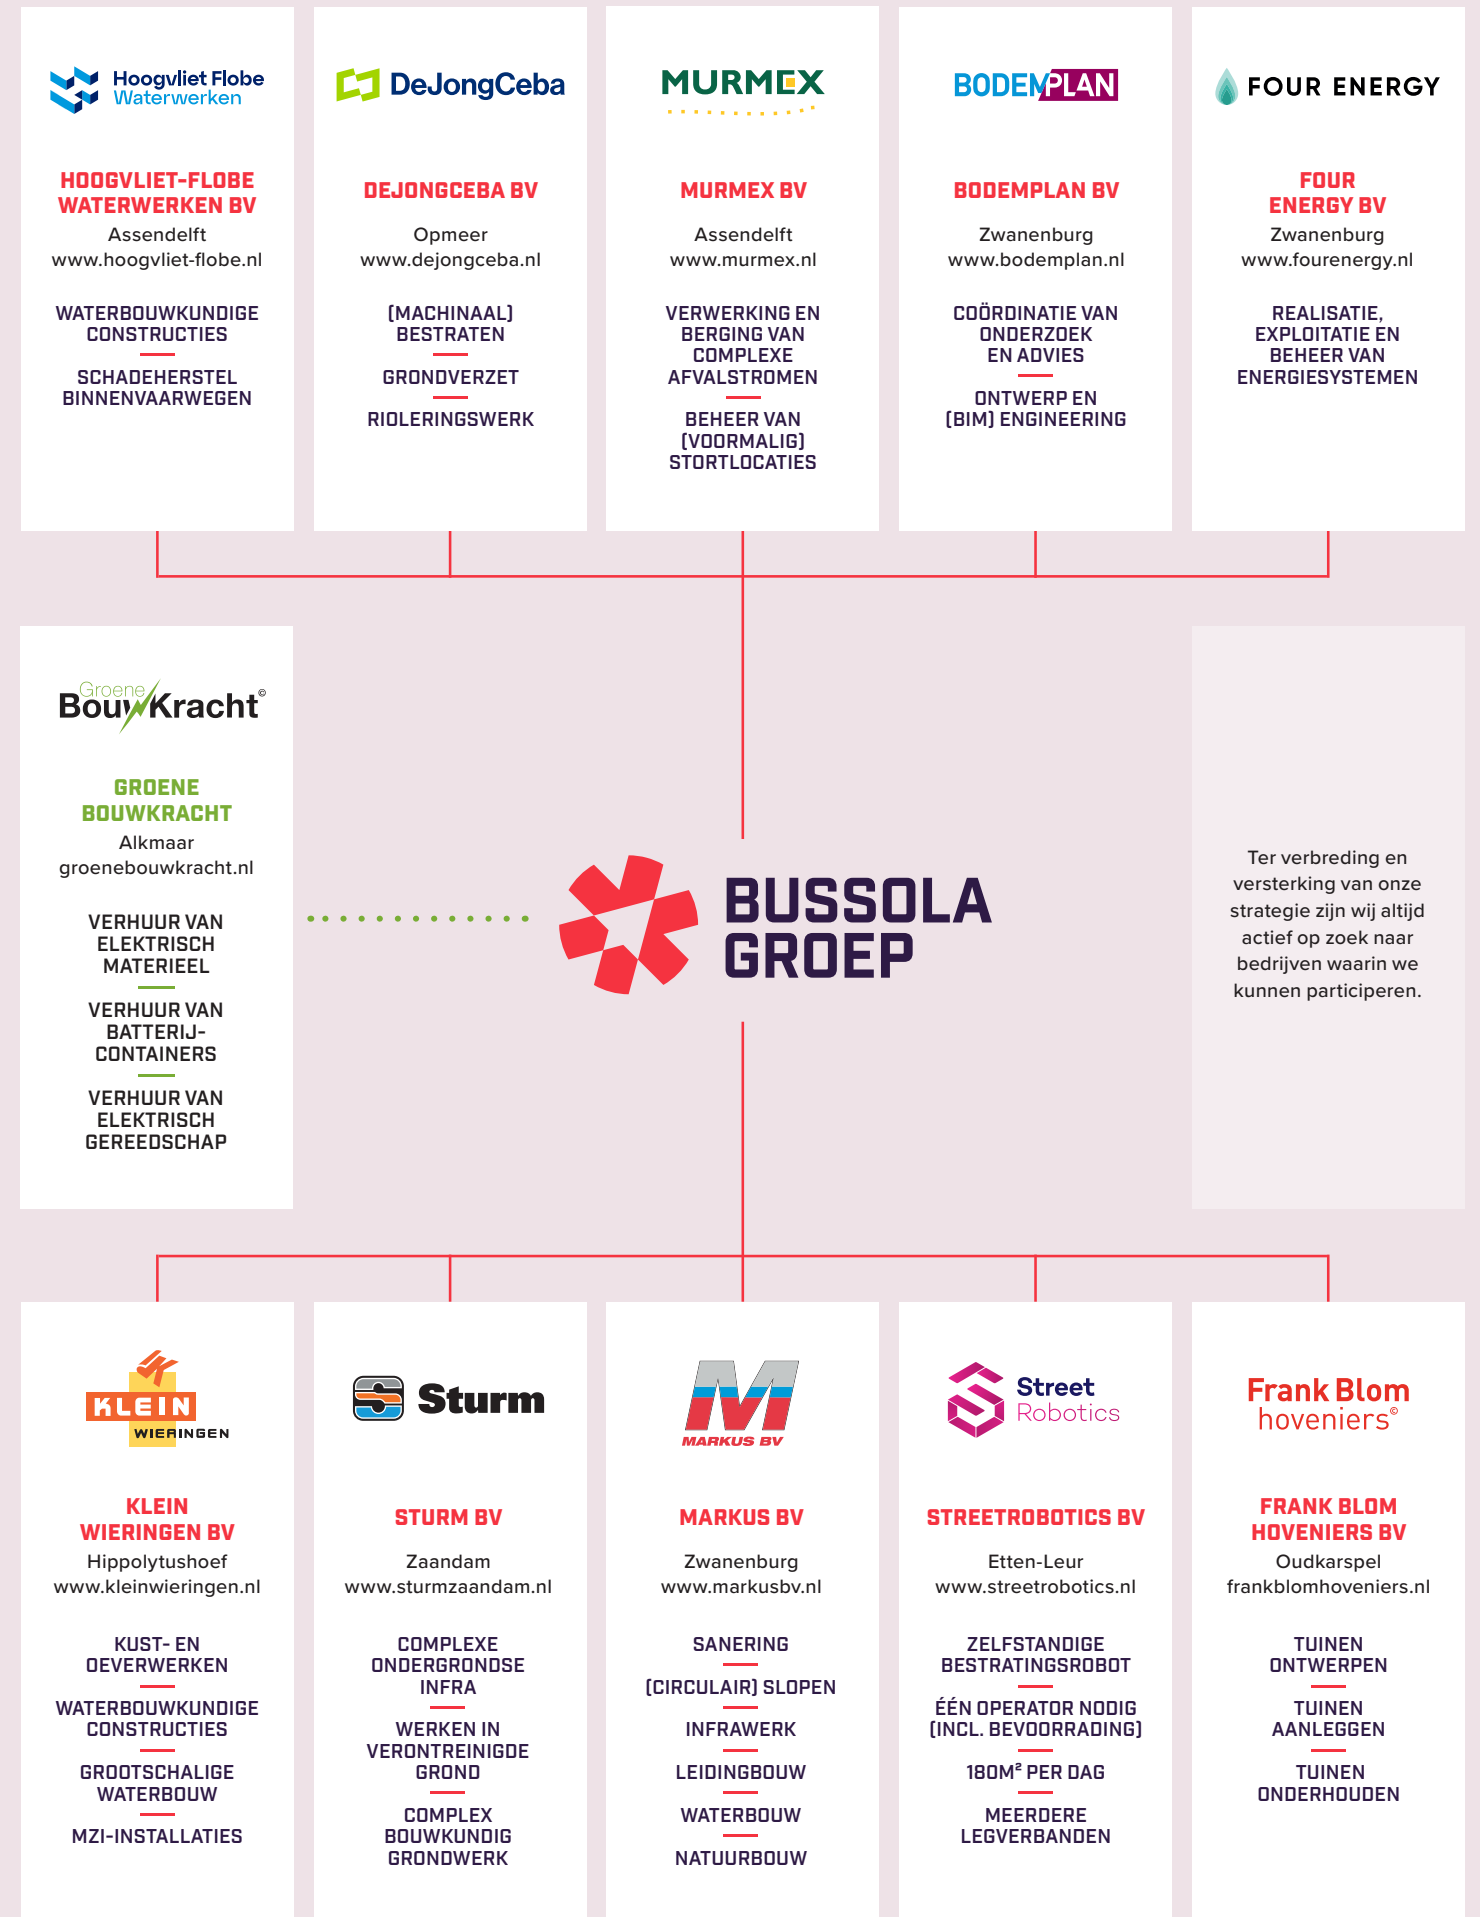 Hoogvliet Flobe
Waterwerken
HOOGVLIET-FLOBE
WATERWERKEN BV
Assendelft
www.hoogvliet-flobe.nl
WATERBOUWKUNDIGE
CONSTRUCTIES
SCHADEHERSTEL
BINNENVAARWEGEN
DeJongCeba
DEJONGCEBA BV
Opmeer
www.dejongceba.nl
(MACHINAAL)
BESTRATEN
GRONDVERZET
RIOLERINGSWERK
MURMEX
MURMEX BV
Assendelft
www.murmex.nl
VERWERKING EN
BERGING VAN
COMPLEXE
AFVALSTROMEN
BEHEER VAN
(VOORMALIG)
STORTLOCATIES
BODEMPLAN
BODEMPLAN BV
Zwanenburg
www.bodemplan.nl
COÖRDINATIE VAN
ONDERZOEK
EN ADVIES
ONTWERP EN
(BIM) ENGINEERING
FOUR ENERGY
FOUR
ENERGY BV
Zwanenburg
www.fourenergy.nl
REALISATIE,
EXPLOITATIE EN
BEHEER VAN
ENERGIESYSTEMEN
Groene
BouwKracht©
GROENE
BOUWKRACHT
Alkmaar
groenebouwkracht.nl
VERHUUR VAN
ELEKTRISCH
MATERIEEL
VERHUUR VAN
BATTERIJ-
CONTAINERS
VERHUUR VAN
ELEKTRISCH
GEREEDSCHAP
BUSSOLA
GROEP
Ter verbreding en
versterking van onze
strategie zijn wij altijd
actief op zoek naar
bedrijven waarin we
kunnen participeren.
KLEIN
WIERINGEN
KLEIN
WIERINGEN BV
Hippolytushoef
www.kleinwieringen.nl
KUST- EN
OEVERWERKEN
WATERBOUWKUNDIGE
CONSTRUCTIES
GROOTSCHALIGE
WATERBOUW
MZI-INSTALLATIES
Sturm
STURM BV
Zaandam
www.sturmzaandam.nl
COMPLEXE
ONDERGRONDSE
INFRA
WERKEN IN
VERONTREINIGDE
GROND
COMPLEX
BOUWKUNDIG
GRONDWERK
M
MARKUS BV
MARKUS BV
Zwanenburg
www.markusbv.nl
SANERING
(CIRCULAIR) SLOPEN
INFRAWERK
LEIDINGBOUW
WATERBOUW
NATUURBOUW
Street
Robotics
STREETROBOTICS BV
Etten-Leur
www.streetrobotics.nl
ZELFSTANDIGE
BESTRATINGSROBOT
ÉÉN OPERATOR NODIG
(INCL. BEVOORRADING)
180M² PER DAG
MEERDERE
LEGVERBANDEN
Frank Blom
hoveniers©
FRANK BLOM
HOVENIERS BV
Oudkarspel
frankblomhoveniers.nl
TUINEN
ONTWERPEN
TUINEN
AANLEGGEN
TUINEN
ONDERHOUDEN